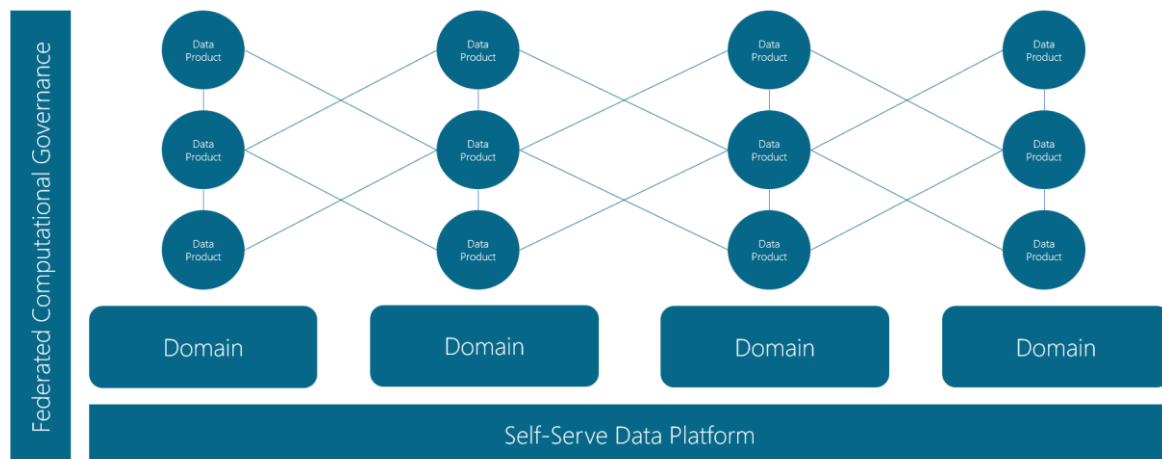 Federated Computational Governance
Data
Product
Data
Product
Data
Product
Data
Product
Data
Product
Data
Product
Data
Product
Data
Product
Data
Product
Data
Product
Data
Product
Data
Product
Domain
Domain
Domain
Domain
Self-Serve Data Platform